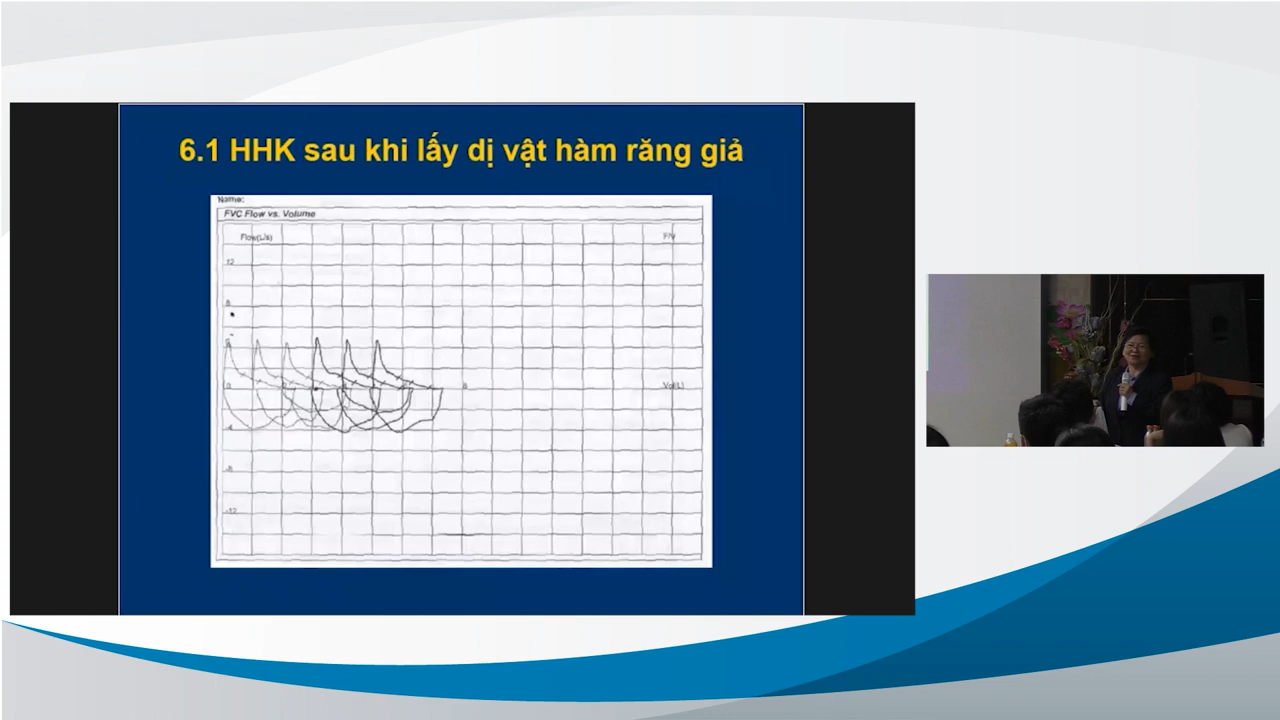 6.1 HHK sau khi lấy dị vật hàm răng giả
Name:
FVC Flow vs. Volume
Flow(L/s)
F/V
12
8
4
0
6
Vol(L)
-4
-8
-12